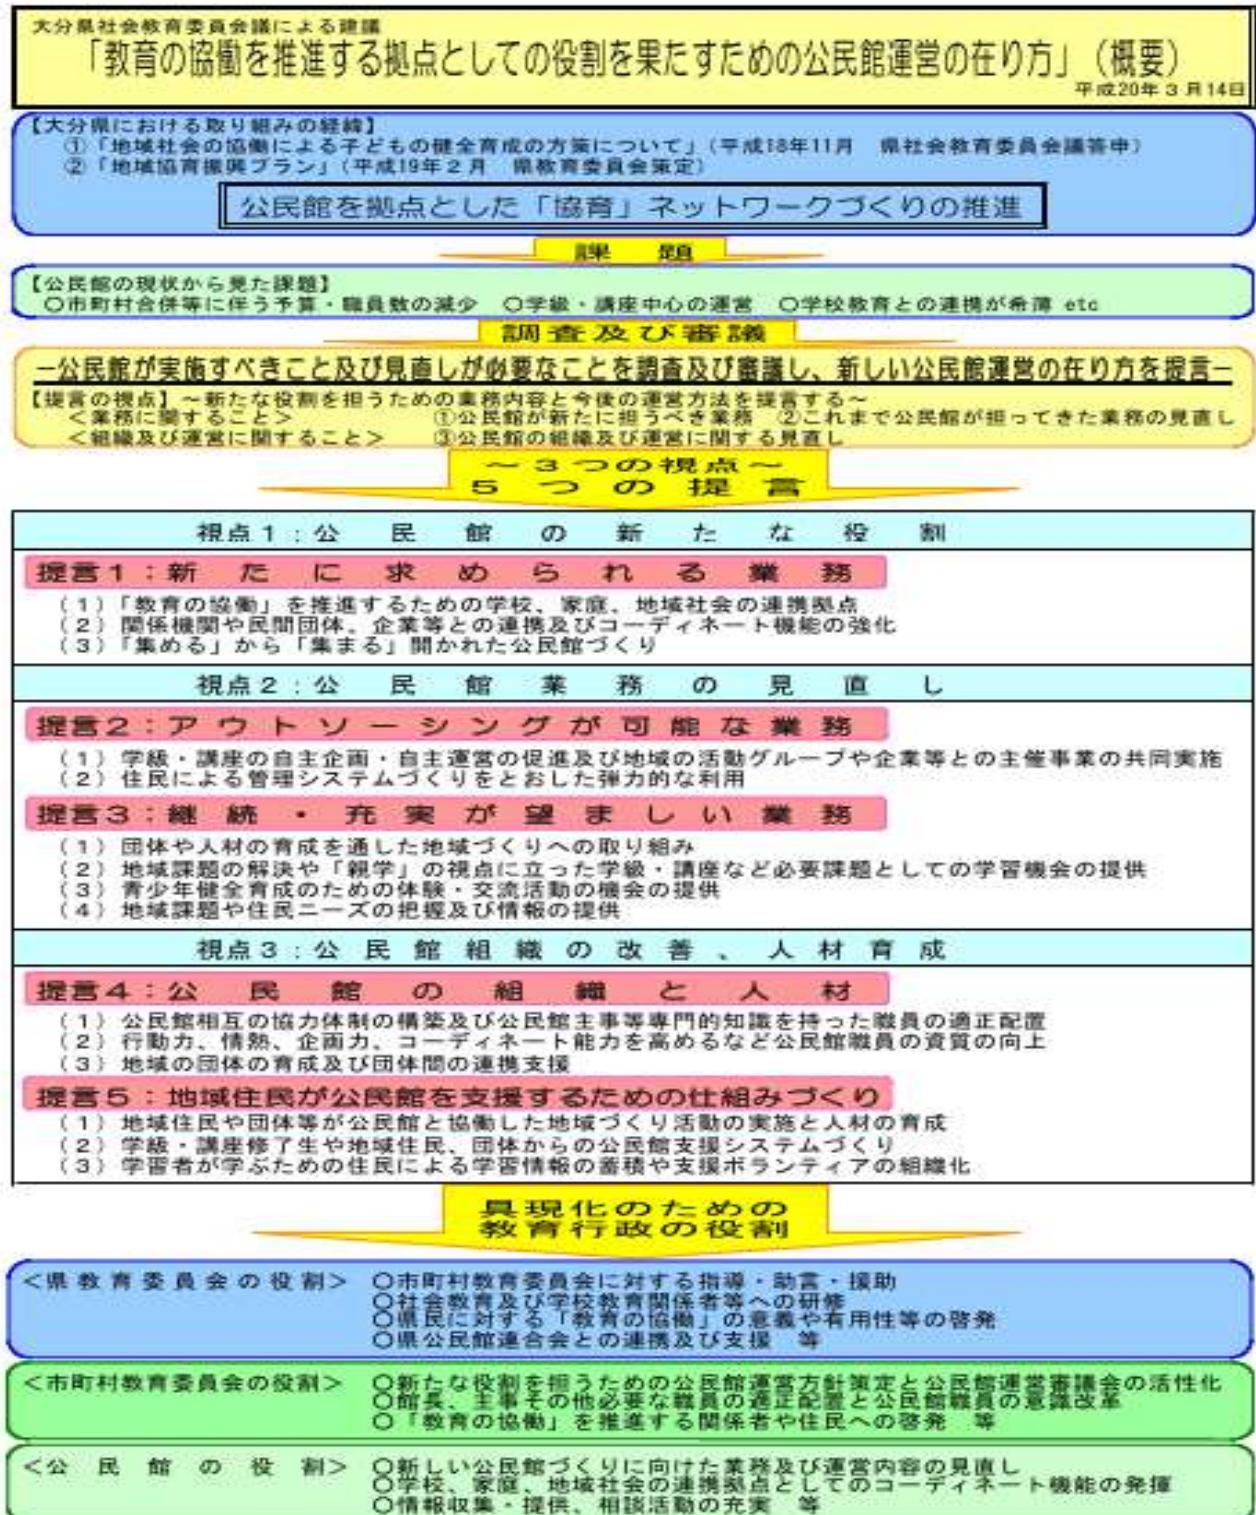 大分県社会教育委員会議による建議
「教育の協働を推進する拠点としての役割を果たすための公民館運営の在り方」（概要）
平成20年３月14日
【大分県における取り組みの経緯】
①「地域社会の協働による子どもの健全育成の方策について」（平成18年11月　県社会教育委員会議答申）
②「地域協育振興プラン」（平成19年２月　県教育委員会策定）
公民館を拠点とした「協育」ネットワークづくりの推進
課　題
【公民館の現状から見た課題】
○市町村合併等に伴う予算・職員数の減少　○学級・講座中心の運営　○学校教育との連携が希薄 etc
調査及び審議
－公民館が実施すべきこと及び見直しが必要なことを調査及び審議し、新しい公民館運営の在り方を提言－
【提言の視点】～新たな役割を担うための業務内容と今後の運営方法を提言する～
＜業務に関すること＞　①公民館が新たに担うべき業務　②これまで公民館が担ってきた業務の見直し
＜組織及び運営に関すること＞　③公民館の組織及び運営に関する見直し
～３つの視点～
５つの提言
視点１：公民館の新たな役割
提言１：新たに求められる業務
（１）「教育の協働」を推進するための学校、家庭、地域社会の連携拠点
（２）関係機関や民間団体、企業等との連携及びコーディネート機能の強化
（３）「集める」から「集まる」開かれた公民館づくり
視点２：公民館業務の見直し
提言２：アウトソーシングが可能な業務
（１）学級・講座の自主企画・自主運営の促進及び地域の活動グループや企業等との主催事業の共同実施
（２）住民による管理システムづくりをとおした弾力的な利用
提言３：継続・充実が望ましい業務
（１）団体や人材の育成を通した地域づくりへの取り組み
（２）地域課題の解決や「親学」の視点に立った学級・講座など必要課題としての学習機会の提供
（３）青少年健全育成のための体験・交流活動の機会の提供
（４）地域課題や住民ニーズの把握及び情報の提供
視点３：公民館組織の改善、人材育成
提言４：公民館の組織と人材
（１）公民館相互の協力体制の構築及び公民館主事等専門的知識を持った職員の適正配置
（２）行動力、情熱、企画力、コーディネート能力を高めるなど公民館職員の資質の向上
（３）地域の団体の育成及び団体間の連携支援
提言５：地域住民が公民館を支援するための仕組みづくり
（１）地域住民や団体等が公民館と協働した地域づくり活動の実施と人材の育成
（２）学級・講座修了生や地域住民、団体からの公民館支援システムづくり
（３）学習者が学ぶための住民による学習情報の蓄積や支援ボランティアの組織化
具現化のための
教育行政の役割
＜県教育委員会の役割＞　○市町村教育委員会に対する指導・助言・援助
○社会教育及び学校教育関係者等への研修
○県民に対する「教育の協働」の意義や有用性等の啓発
○県公民館連合会との連携及び支援　等
＜市町村教育委員会の役割＞　○新たな役割を担うための公民館運営方針策定と公民館運営審議会の活性化
○館長、主事その他必要な職員の適正配置と公民館職員の意識改革
○「教育の協働」を推進する関係者や住民への啓発　等
＜公民館の役割＞　○新しい公民館づくりに向けた業務及び運営内容の見直し
○学校、家庭、地域社会の連携拠点としてのコーディネート機能の発揮
○情報収集・提供、相談活動の充実　等